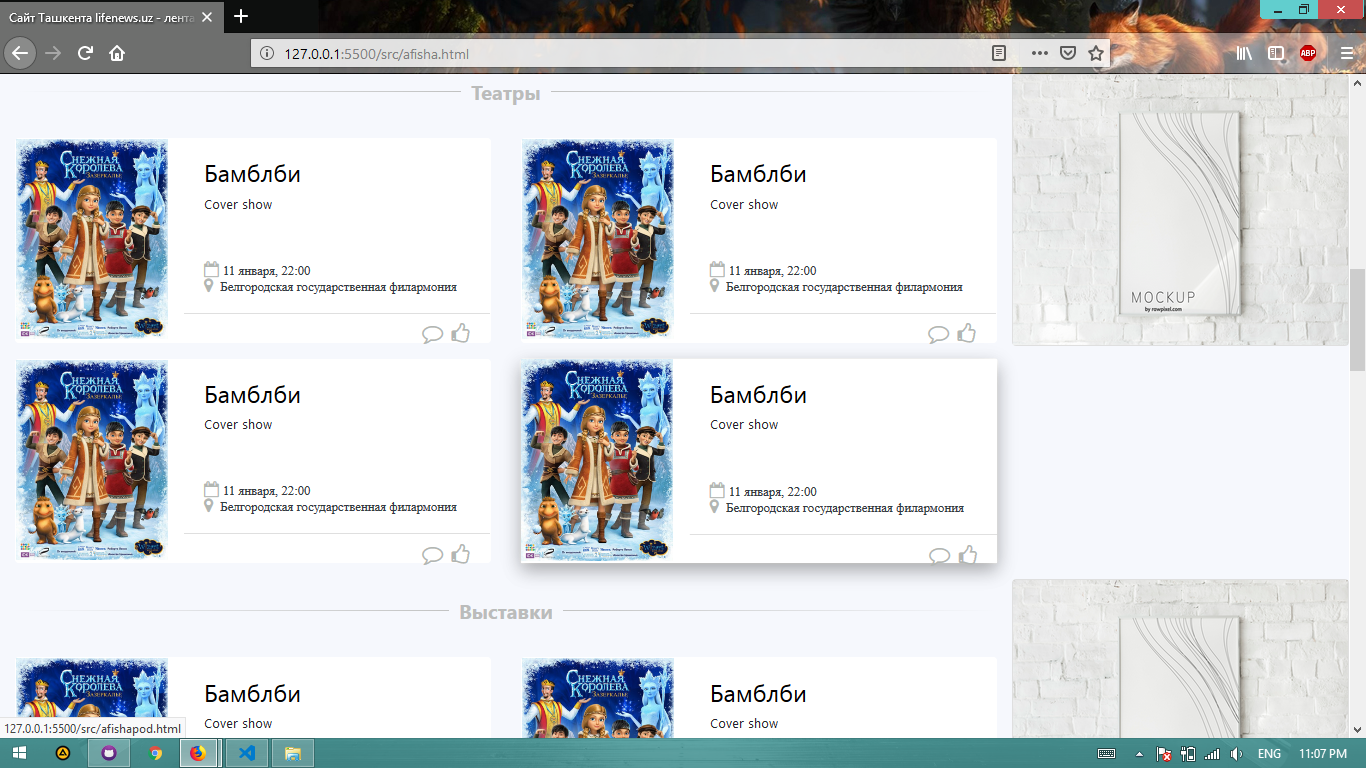 Сайт Ташкента lifenews.uz - лента
127.0.0.1:5500/src/afisha.html
ABP
Театры
СНЕЖНАЯ КОРОЛЕВА
ЗАЗЕРКАЛЬЕ
Бамблби
Cover show
11 января, 22:00
Белгородская государственная филармония
СНЕЖНАЯ КОРОЛЕВА
ЗАЗЕРКАЛЬЕ
Бамблби
Cover show
11 января, 22:00
Белгородская государственная филармония
MOCKUP
by rawpixel.com
СНЕЖНАЯ КОРОЛЕВА
ЗАЗЕРКАЛЬЕ
Бамблби
Cover show
11 января, 22:00
Белгородская государственная филармония
СНЕЖНАЯ КОРОЛЕВА
ЗАЗЕРКАЛЬЕ
Бамблби
Cover show
11 января, 22:00
Белгородская государственная филармония
Выставки
СНЕЖНАЯ КОРОЛЕВА
ЗАЗЕРКАЛЬЕ
Бамблби
Cover show
СНЕЖНАЯ КОРОЛЕВА
ЗАЗЕРКАЛЬЕ
Бамблби
Cover show
127.0.0.1:5500/src/afishapod.html
ENG
11:07 PM